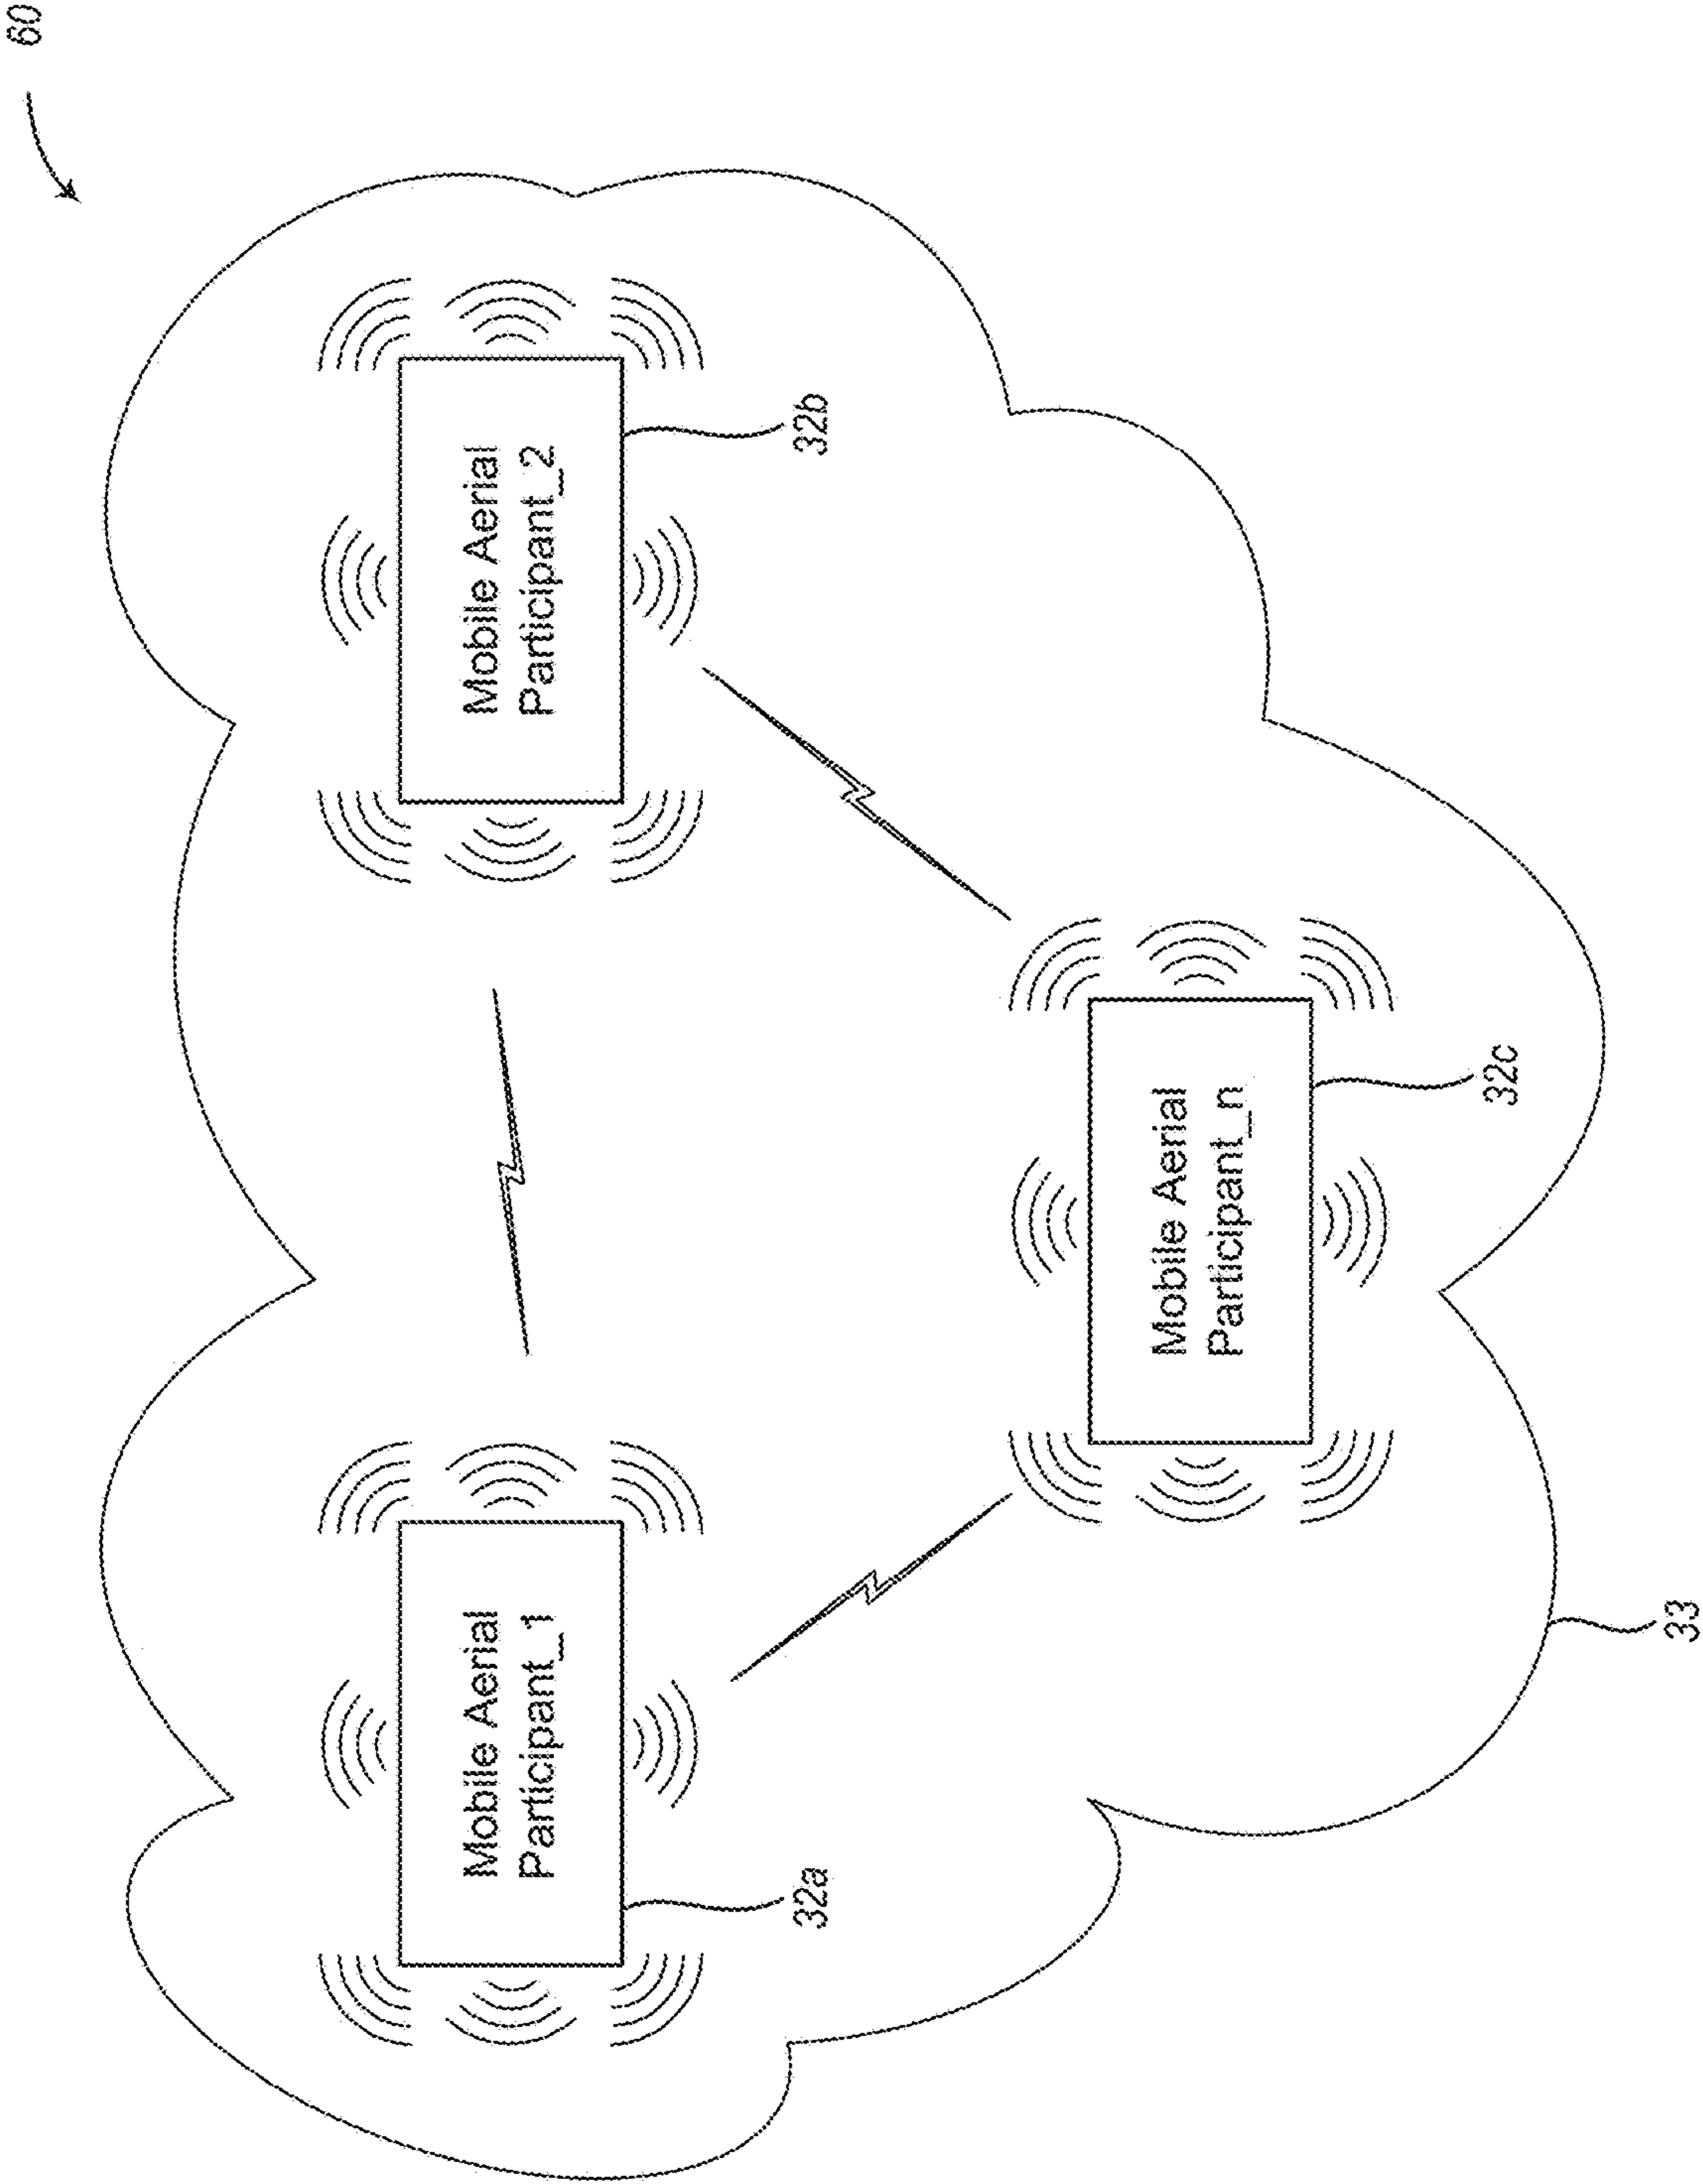 60
Mobile Aerial
Participant_1
32a
Mobile Aerial
Participant_2
32b
Mobile Aerial
Participant_n
32c
33